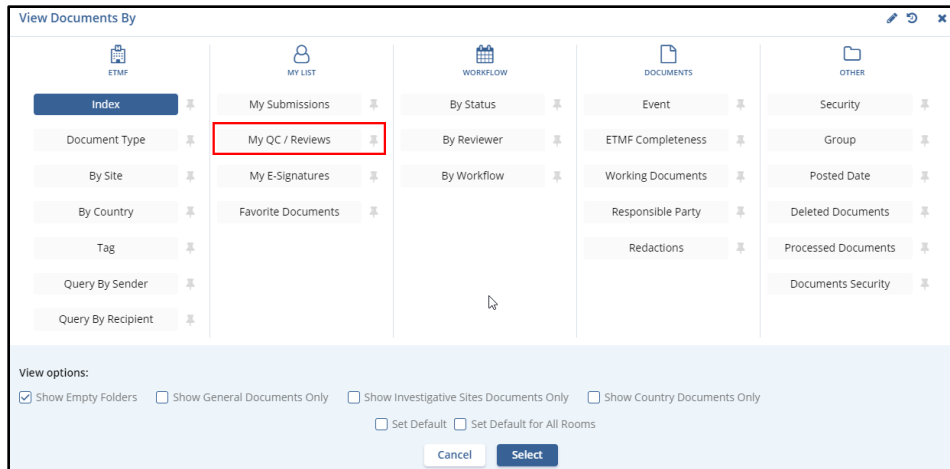 View Documents By
ETMF MY LIST WORKFLOW DOCUMENTS OTHER
Index My Submissions By Status Event Security
Document Type My QC / Reviews By Reviewer ETMF Completeness Group
By Site My E-Signatures By Workflow Working Documents Posted Date
By Country Favorite Documents Responsible Party Deleted Documents
Tag Redactions Processed Documents
Query By Sender Documents Security
Query By Recipient
View options:
Show Empty Folders Show General Documents Only Show Investigative Sites Documents Only Show Country Documents Only
Set Default Set Default for All Rooms
Cancel Select